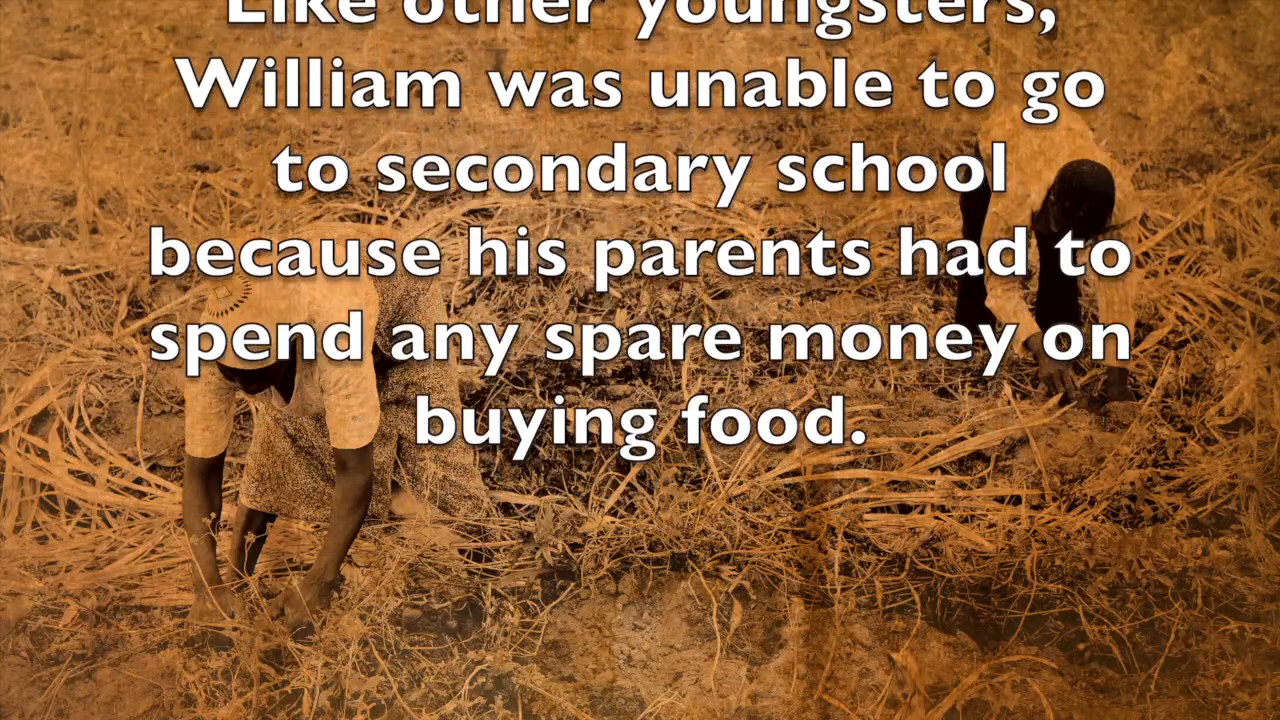 Like other youngsters,
William was unable to go
to secondary school
because his parents had to
spend any spare money on
buying food.